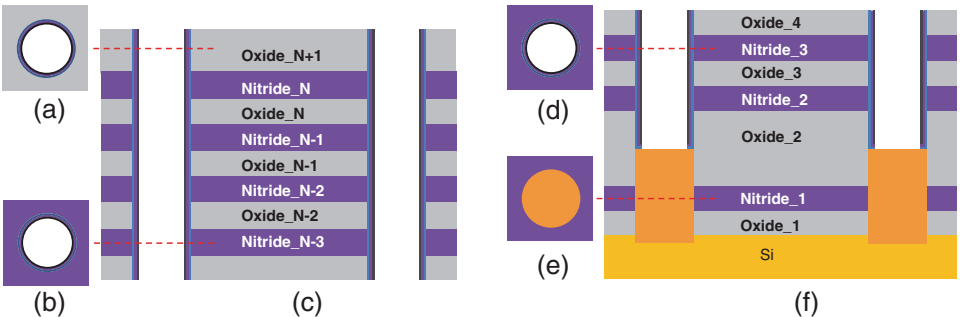 (a)
(b)
Oxide_N+1
Nitride_N
Oxide_N
Nitride_N-1
Oxide_N-1
Nitride_N-2
Oxide_N-2
Nitride_N-3
(c)
(d)
(e)
Oxide_4
Nitride_3
Oxide_3
Nitride_2
Oxide_2
Nitride_1
Oxide_1
Si
(f)